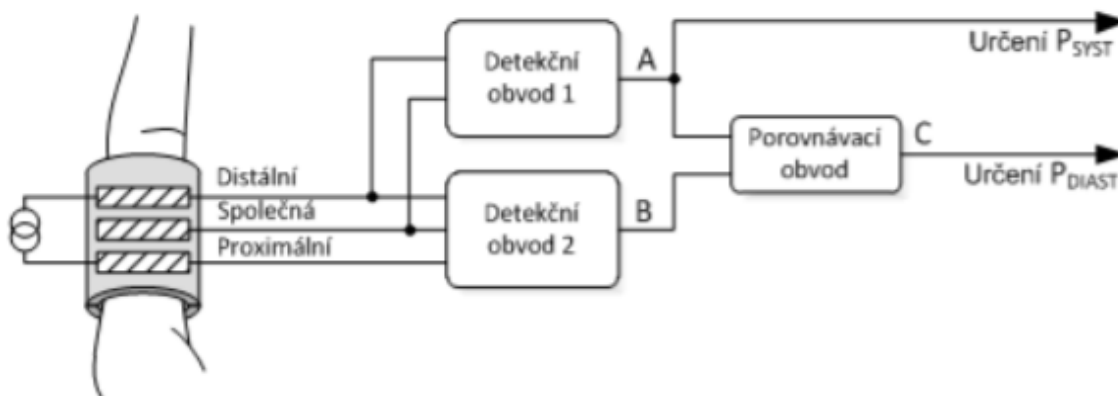 Detekční
obvod 1
A
Určení P_SYST
Porovnávací
obvod
C
Určení P_DIAST
Distální
Společná
Proximální
Detekční
obvod 2
B